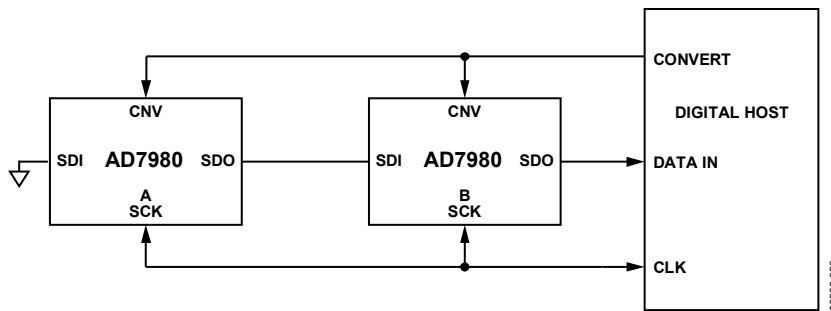 CONVERT
CNV
CNV
DIGITAL HOST
SDI AD7980 SDO
SDI AD7980 SDO
DATA IN
A
SCK
B
SCK
CLK